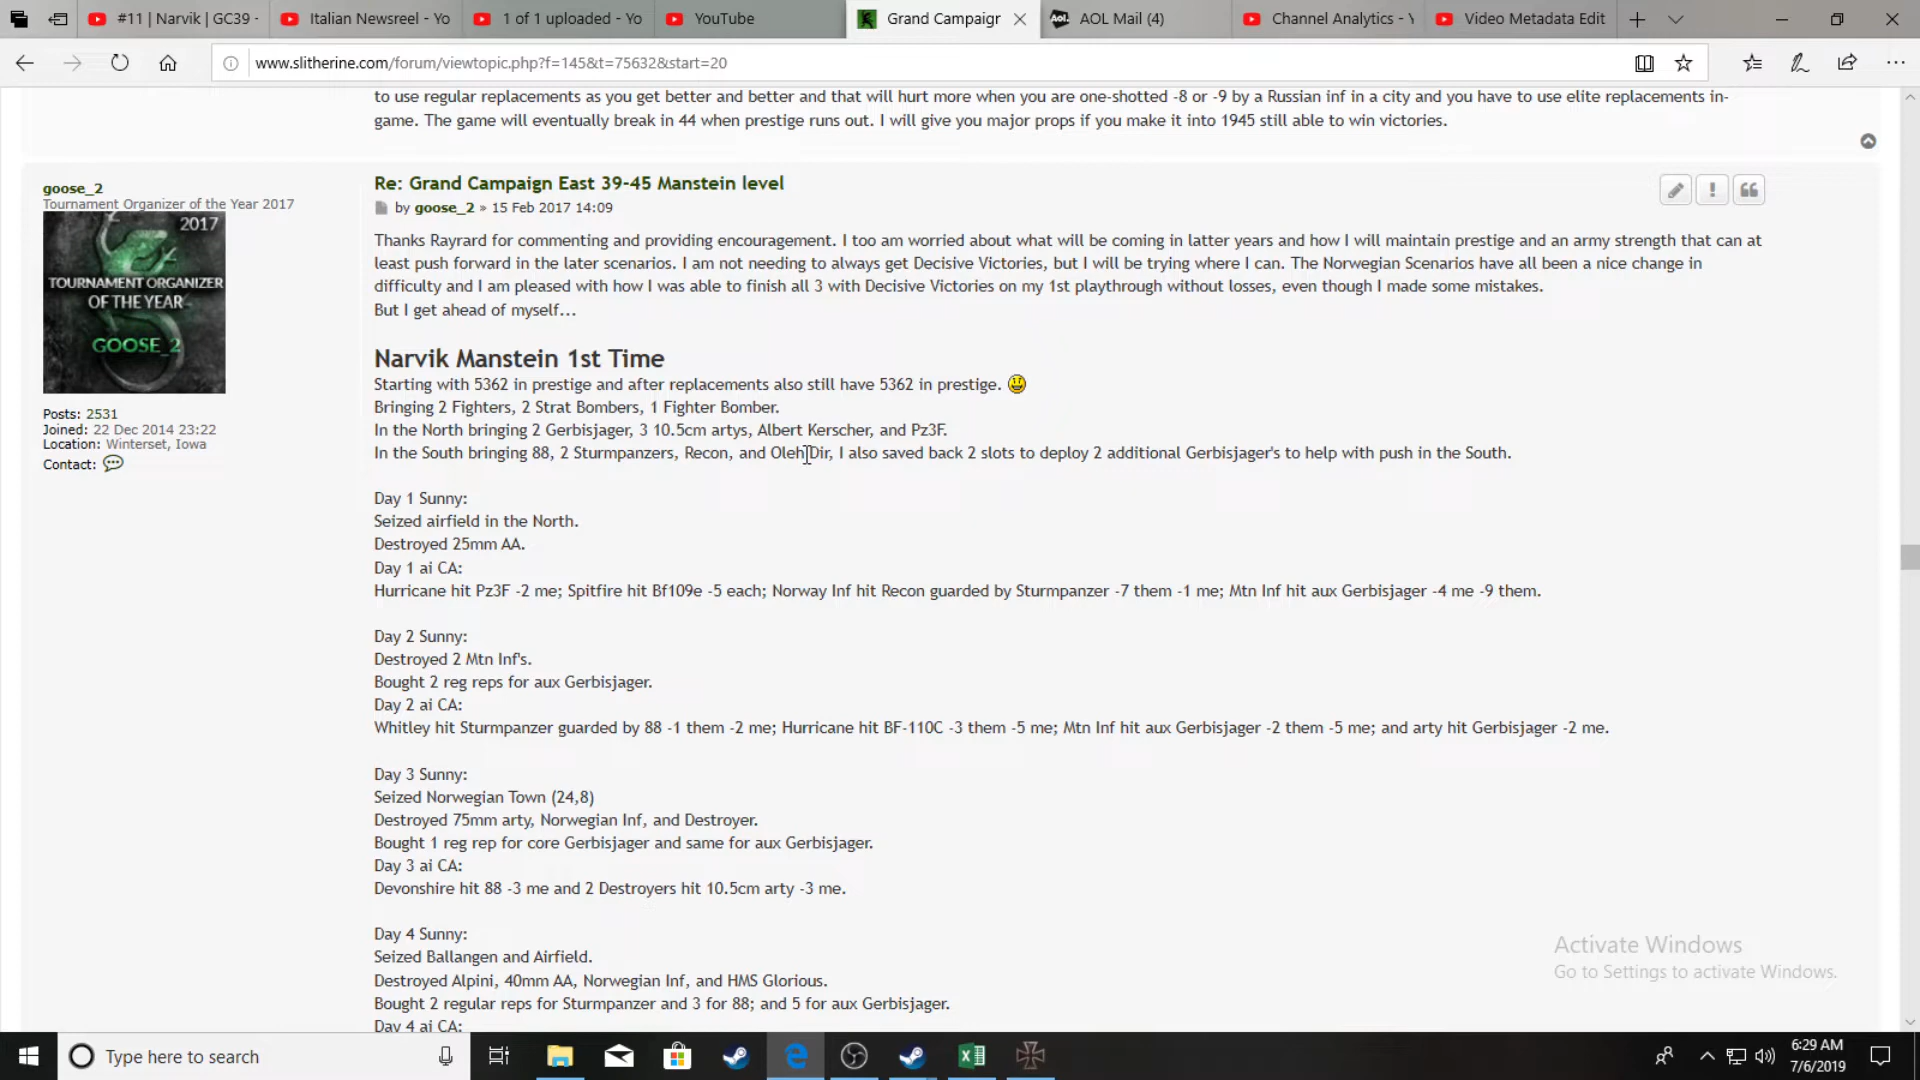 #11 | Narvik | GC39 -
Italian Newsreel - Yo
1 of 1 uploaded - Yo
YouTube
Grand Campaigr
AOL Mail (4)
Channel Analytics - Y
Video Metadata Edit
www.slitherine.com/forum/viewtopic.php?f=145&t=75632&start=20
to use regular replacements as you get better and better and that will hurt more when you are one-shotted -8 or -9 by a Russian inf in a city and you have to use elite replacements in-
game. The game will eventually break in 44 when prestige runs out. I will give you major props if you make it into 1945 still able to win victories.
goose_2
Tournament Organizer of the Year 2017
2017
TOURNAMENT ORGANIZER
OF THE YEAR
GOOSE_2
Posts: 2531
Joined: 22 Dec 2014 23:22
Location: Winterset, Iowa
Contact:
Re: Grand Campaign East 39-45 Manstein level
by goose_2 » 15 Feb 2017 14:09
Thanks Rayrard for commenting and providing encouragement. I too am worried about what will be coming in latter years and how I will maintain prestige and an army strength that can at
least push forward in the later scenarios. I am not needing to always get Decisive Victories, but I will be trying where I can. The Norwegian Scenarios have all been a nice change in
difficulty and I am pleased with how I was able to finish all 3 with Decisive Victories on my 1st playthrough without losses, even though I made some mistakes.
But I get ahead of myself...
Narvik Manstein 1st Time
Starting with 5362 in prestige and after replacements also still have 5362 in prestige.
Bringing 2 Fighters, 2 Strat Bombers, 1 Fighter Bomber.
In the North bringing 2 Gerbisjager, 3 10.5cm artys, Albert Kerscher, and Pz3F.
In the South bringing 88, 2 Sturmpanzers, Recon, and Oleh Dir, I also saved back 2 slots to deploy 2 additional Gerbisjager's to help with push in the South.
Day 1 Sunny:
Seized airfield in the North.
Destroyed 25mm AA.
Day 1 ai CA:
Hurricane hit Pz3F -2 me; Spitfire hit Bf109e -5 each; Norway Inf hit Recon guarded by Sturmpanzer -7 them -1 me; Mtn Inf hit aux Gerbisjager -4 me -9 them.
Day 2 Sunny:
Destroyed 2 Mtn Inf's.
Bought 2 reg reps for aux Gerbisjager.
Day 2 ai CA:
Whitley hit Sturmpanzer guarded by 88 -1 them -2 me; Hurricane hit BF-110C -3 them -5 me; Mtn Inf hit aux Gerbisjager -2 them -5 me; and arty hit Gerbisjager -2 me.
Day 3 Sunny:
Seized Norwegian Town (24,8)
Destroyed 75mm arty, Norwegian Inf, and Destroyer.
Bought 1 reg rep for core Gerbisjager and same for aux Gerbisjager.
Day 3 ai CA:
Devonshire hit 88 -3 me and 2 Destroyers hit 10.5cm arty -3 me.
Day 4 Sunny:
Seized Ballangen and Airfield.
Destroyed Alpini, 40mm AA, Norwegian Inf, and HMS Glorious.
Bought 2 regular reps for Sturmpanzer and 3 for 88; and 5 for aux Gerbisjager.
Day 4 ai CA:
Activate Windows
Go to Settings to activate Windows.
Type here to search
6:29 AM
7/6/2019